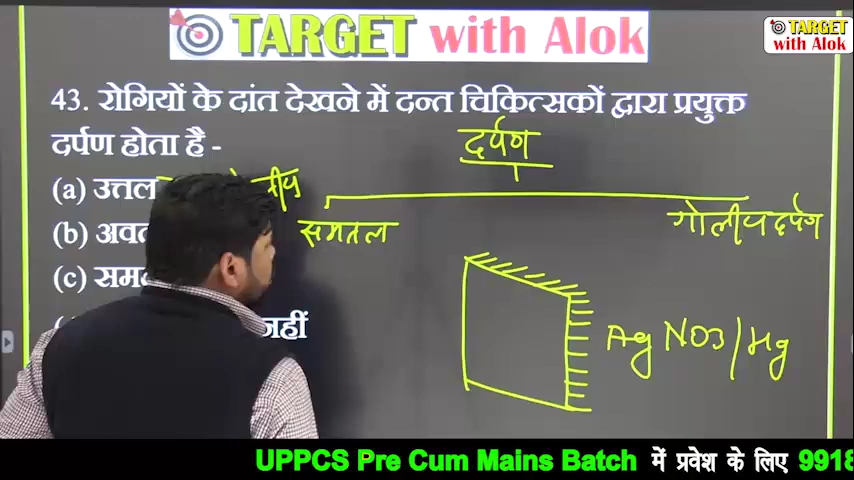 TARGET with Alok
TARGET
with Alok
43. रोगियों के दांत देखने में दन्त चिकित्सकों द्वारा प्रयुक्त
दर्पण होता है -
दर्पण
(a) उत्तल
समतल
गोलीय दर्पण
(b) अवत
(c) सम
नहीं
AgNO3/Hg
UPPCS Pre Cum Mains Batch में प्रवेश के लिए 9918